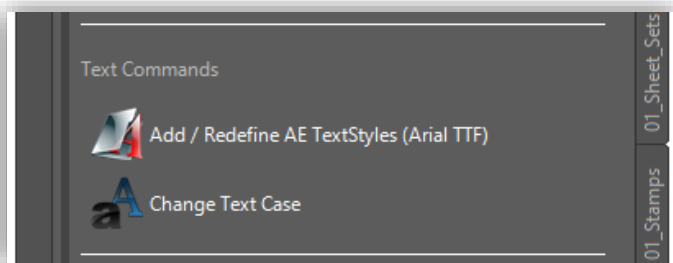 Text Commands
Add / Redefine AE TextStyles (Arial TTF)
Change Text Case
01_Sheet_Sets
01_Stamps